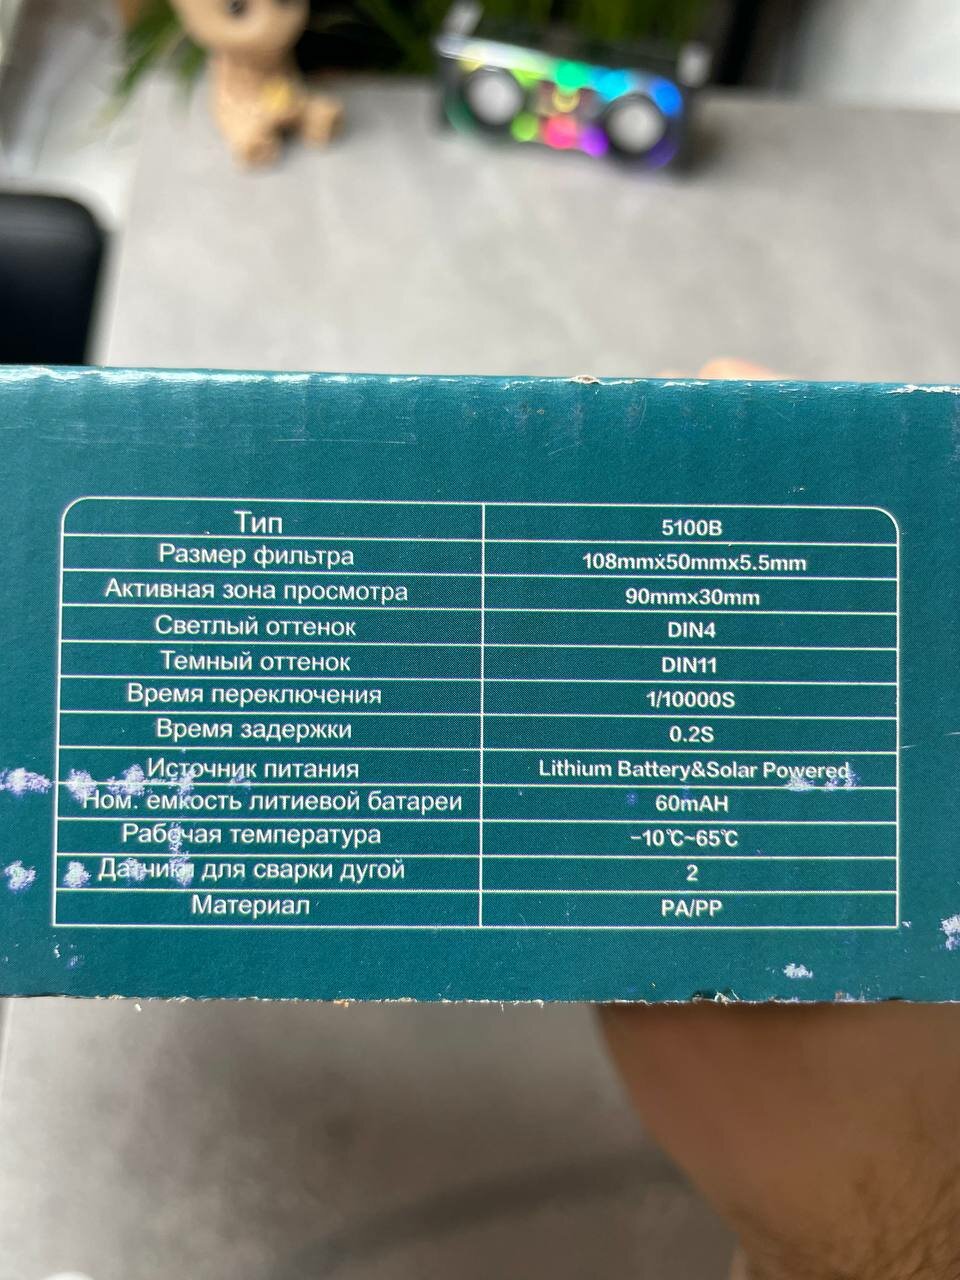 Тип 5100B
Размер фильтра 108mmx50mmx5.5mm
Активная зона просмотра 90mmx30mm
Светлый оттенок DIN4
Темный оттенок DIN11
Время переключения 1/10000S
Время задержки 0.2S
Источник питания Lithium Battery&Solar Powered
Ном. емкость литиевой батареи 60mAH
Рабочая температура −10℃~65℃
Датчики для сварки дугой 2
Материал PA/PP